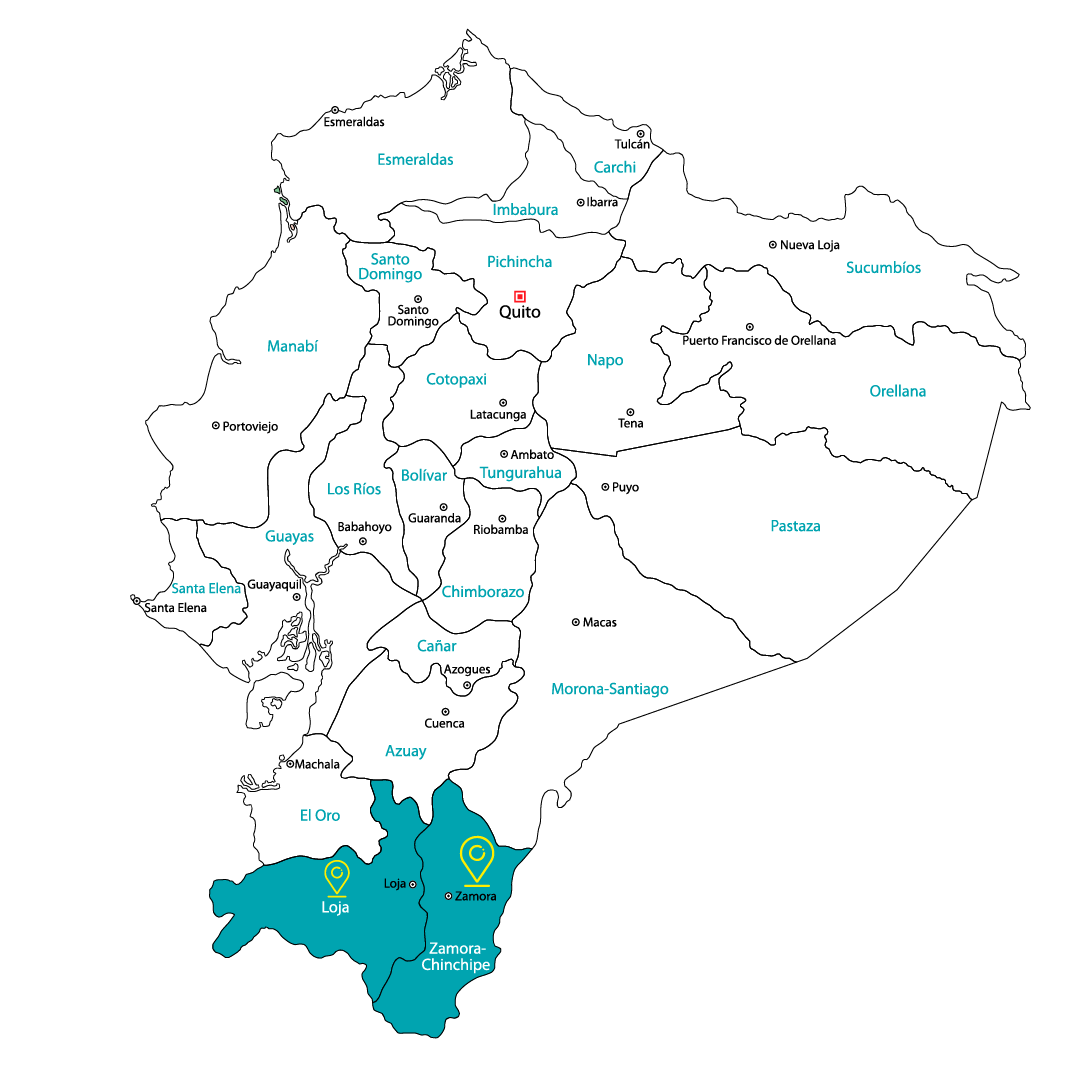 Esmeraldas
Tulcán
Esmeraldas
Carchi
Ibarra
Imbabura
Nueva Loja
Santo
Domingo
Pichincha
Sucumbíos
Santo
Domingo
Quito
Puerto Francisco de Orellana
Manabí
Napo
Cotopaxi
Orellana
Latacunga
Tena
Portoviejo
Ambato
Tungurahua
Bolívar
Los Ríos
Puyo
Guaranda
Riobamba
Babahoyo
Pastaza
Guayas
Guayaquil
Santa Elena
Chimborazo
Santa Elena
Macas
Cañar
Azogues
Morona-Santiago
Cuenca
Azuay
Machala
El Oro
Loja
Zamora
Loja
Zamora-
Chinchipe